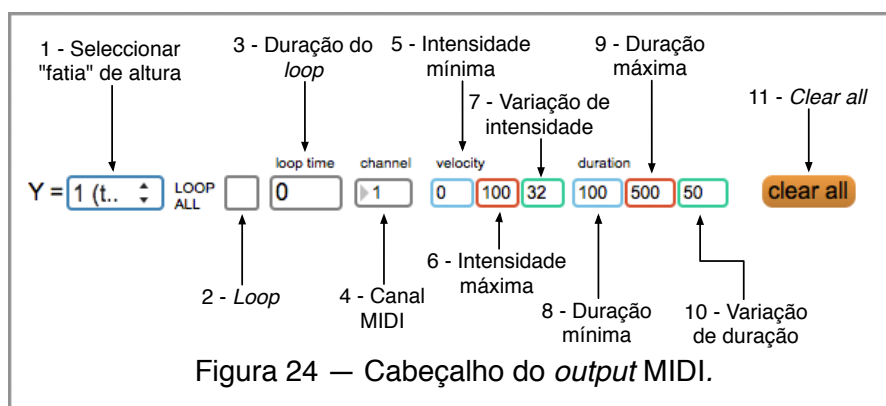 1 - Seleccionar
"fatia" de altura
3 - Duração do
loop
5 - Intensidade
mínima
7 - Variação de
intensidade
9 - Duração
máxima
11 - Clear all
loop time
channel
velocity
duration
Y = 1 (t..
LOOP
ALL
0
1
0
100
32
100
500
50
clear all
2 - Loop
4 - Canal
MIDI
6 - Intensidade
máxima
8 - Duração
mínima
10 - Variação
de duração
Figura 24 — Cabeçalho do output MIDI.